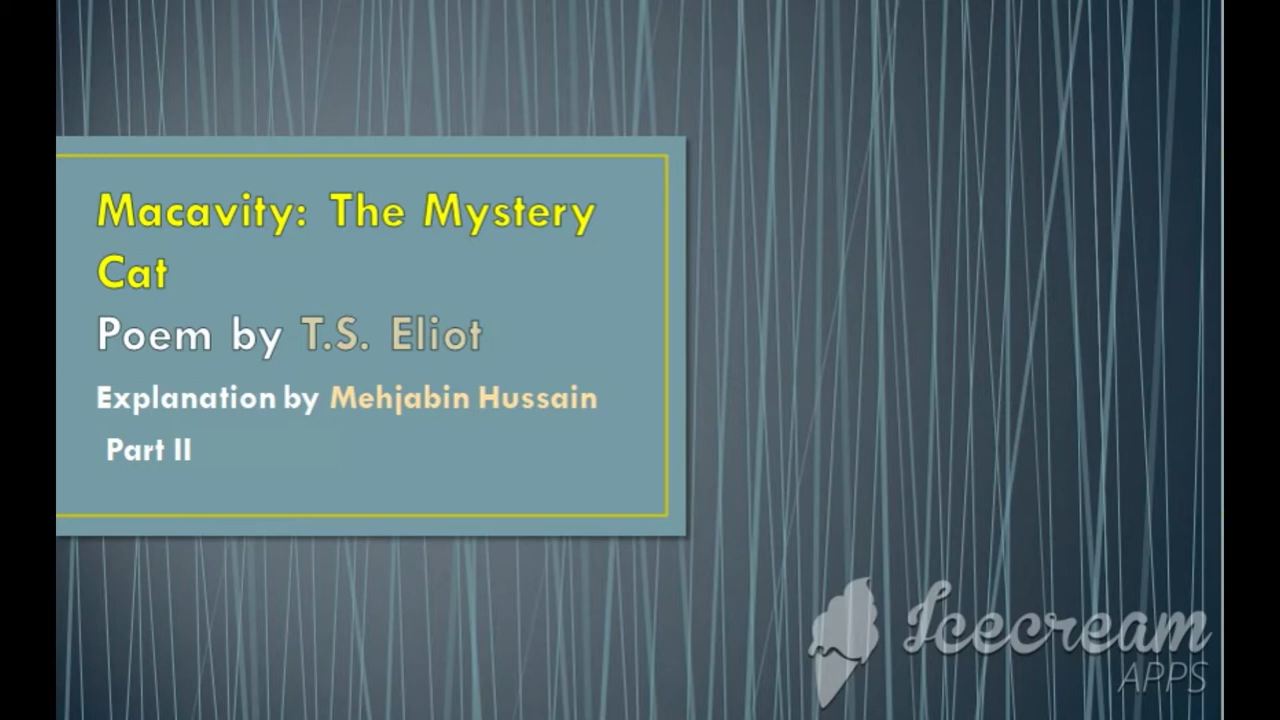 Macavity: The Mystery
Cat
Poem by T.S. Eliot
Explanation by Mehjabin Hussain
Part II
Icecream
APPS